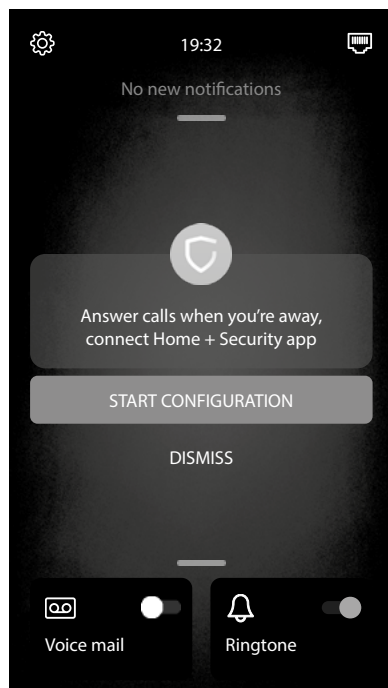 19:32
No new notifications
Answer calls when you're away,
connect Home + Security app
START CONFIGURATION
DISMISS
Voice mail
Ringtone